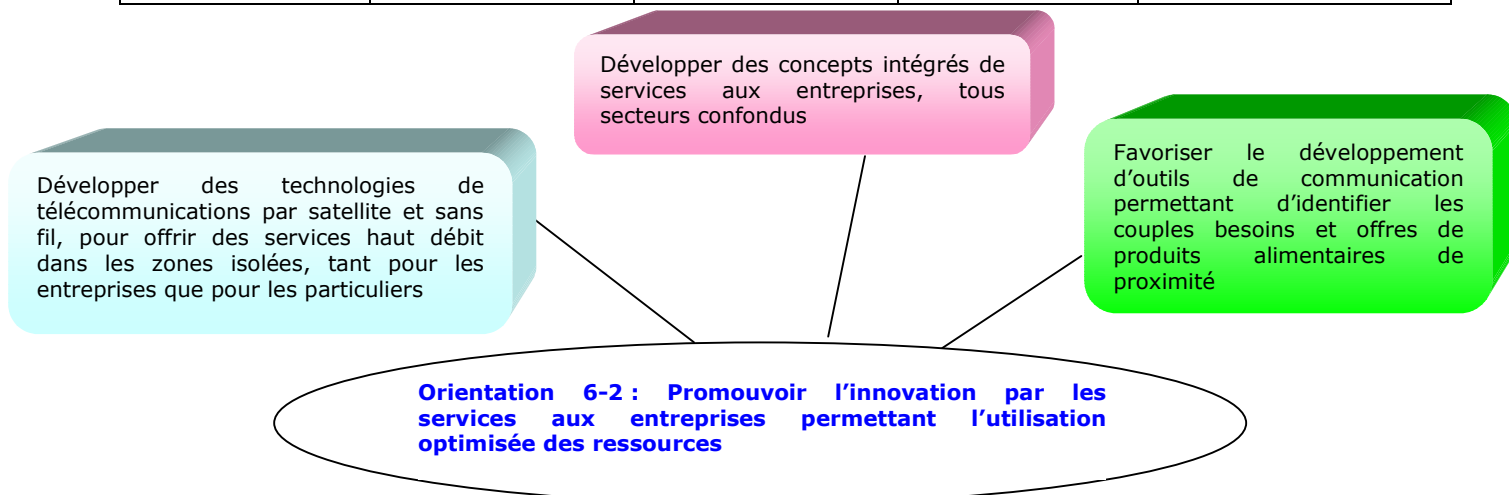 Développer des concepts intégrés de
services aux entreprises, tous
secteurs confondus
Développer des technologies de
télécommunications par satellite et sans
fil, pour offrir des services haut débit
dans les zones isolées, tant pour les
entreprises que pour les particuliers
Favoriser le développement
d'outils de communication
permettant d'identifier les
couples besoins et offres de
produits alimentaires de
proximité
Orientation 6-2 : Promouvoir l'innovation par les
services aux entreprises permettant l'utilisation
optimisée des ressources